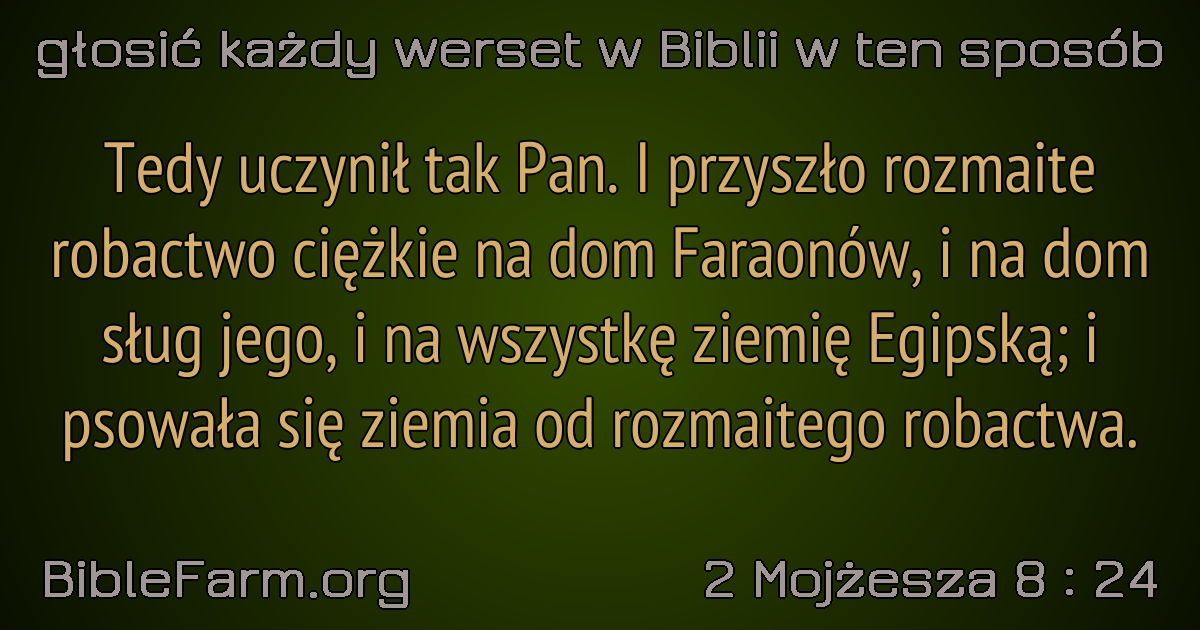 głosić każdy werset w Biblii w ten sposób
Tedy uczynił tak Pan. I przyszło rozmaite
robactwo ciężkie na dom Faraonów, i na dom
sług jego, i na wszystkę ziemię Egipską; i
psowała się ziemia od rozmaitego robactwa.
BibleFarm.org
2 Mojżesza 8 : 24